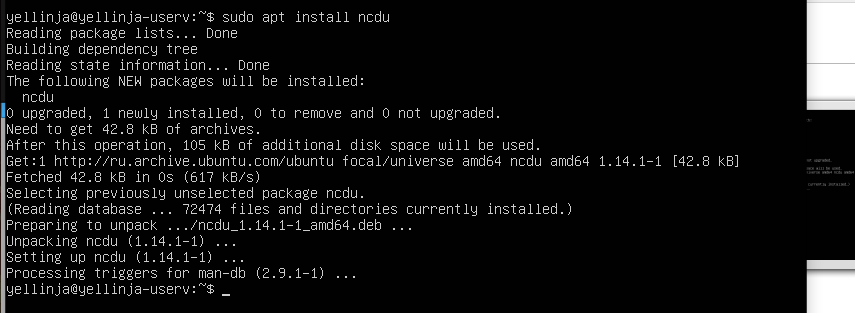 yellinja@yellinja-userv:~$ sudo apt install ncdu
Reading package lists... Done
Building dependency tree
Reading state information... Done
The following NEW packages will be installed:
  ncdu
0 upgraded, 1 newly installed, 0 to remove and 0 not upgraded.
Need to get 42.8 kB of archives.
After this operation, 105 kB of additional disk space will be used.
Get:1 http://ru.archive.ubuntu.com/ubuntu focal/universe amd64 ncdu amd64 1.14.1-1 [42.8 kB]
Fetched 42.8 kB in 0s (617 kB/s)
Selecting previously unselected package ncdu.
(Reading database ... 72474 files and directories currently installed.)
Preparing to unpack .../ncdu_1.14.1-1_amd64.deb ...
Unpacking ncdu (1.14.1-1) ...
Setting up ncdu (1.14.1-1) ...
Processing triggers for man-db (2.9.1-1) ...
yellinja@yellinja-userv:~$ _